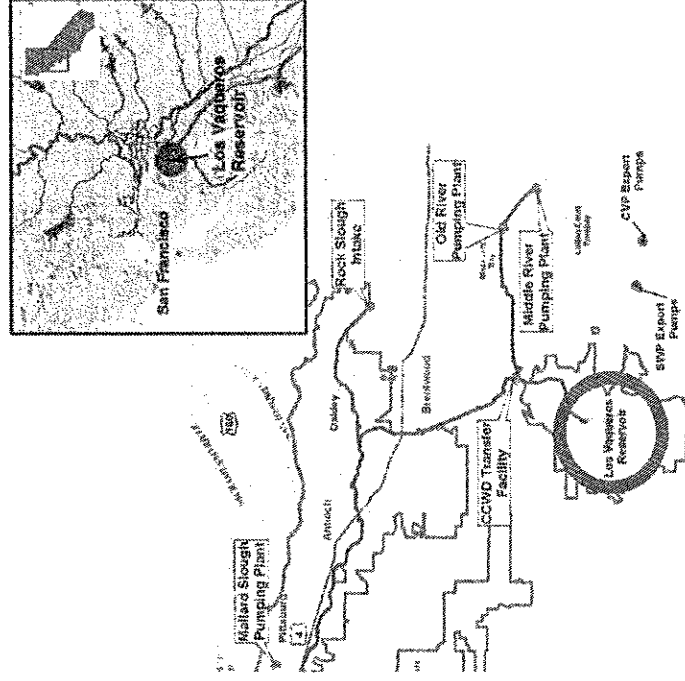 San Francisco
Los Vaqueros
Reservoir
Mallard Slough
Pumping Plant
Pittsburg
4
Antioch
Oakley
Rock Slough
Intake
Brentwood
Old River
Pumping Plant
CCWD Transfer
Facility
Middle River
Pumping Plant
Los Vaqueros
Reservoir
SWP Export
Pumps
CVP Export
Pumps